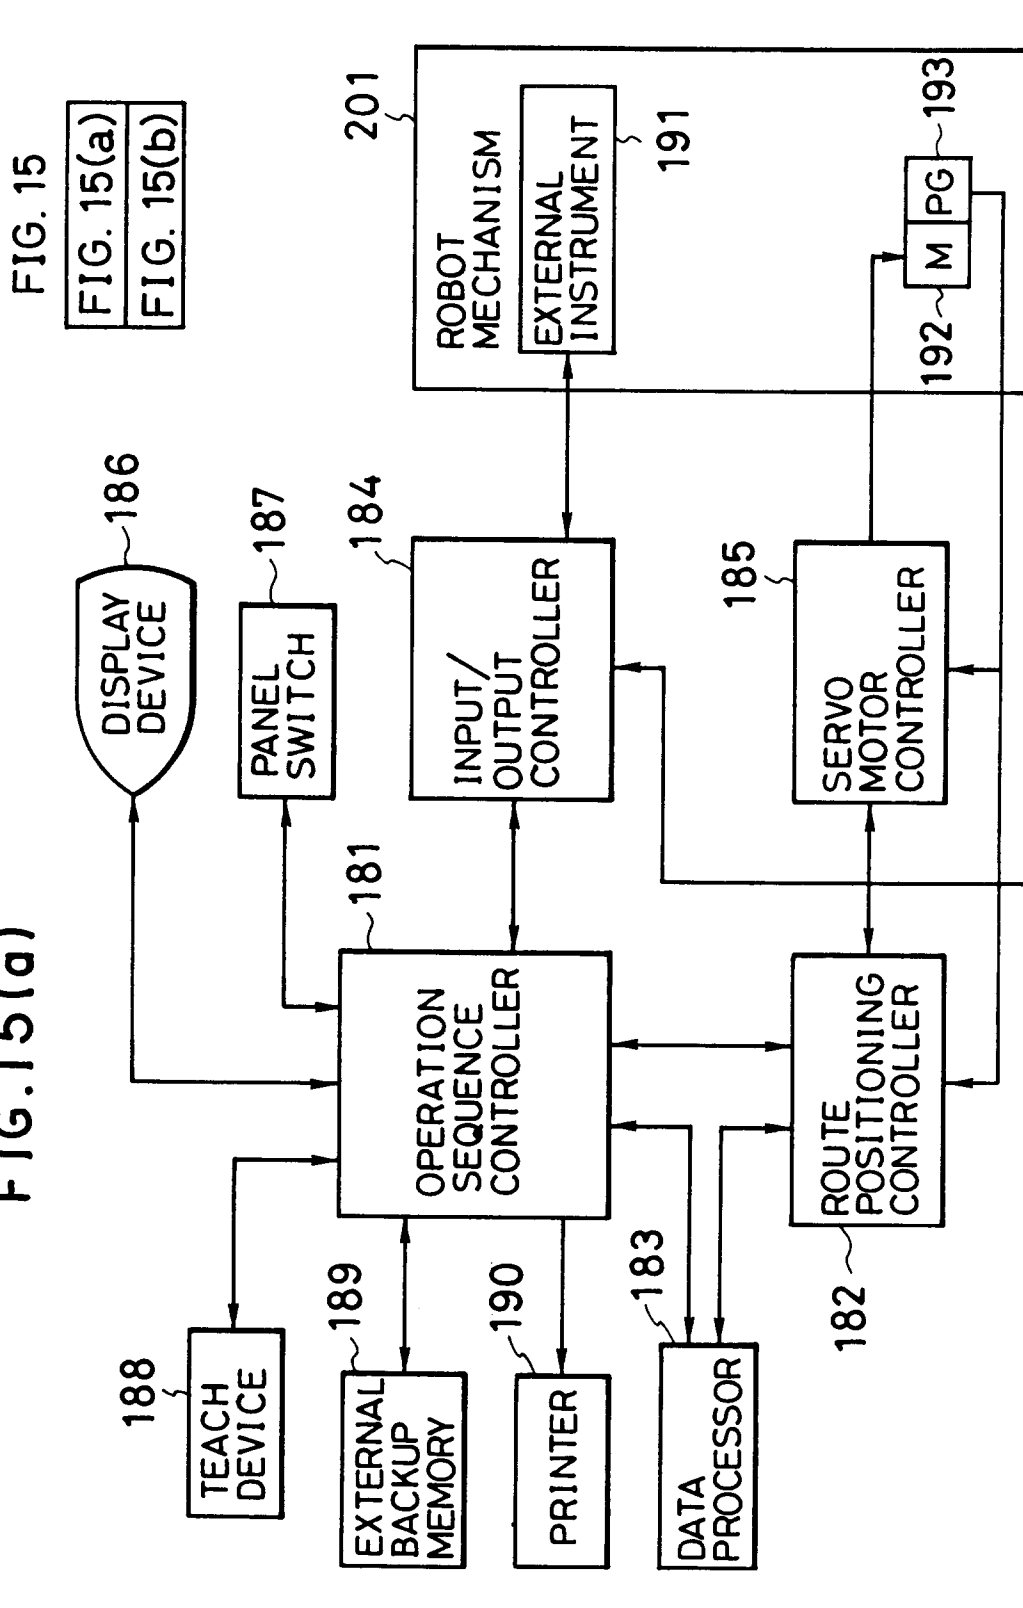 FIG. 15
FIG. 15(a)
FIG. 15(b)
FIG. 15(a)
188
TEACH
DEVICE
DISPLAY
DEVICE
186
PANEL
SWITCH
187
189
EXTERNAL
BACKUP
MEMORY
190
PRINTER
183
DATA
PROCESSOR
181
OPERATION
SEQUENCE
CONTROLLER
184
INPUT/
OUTPUT
CONTROLLER
201
ROBOT
MECHANISM
EXTERNAL
INSTRUMENT
191
182
ROUTE
POSITIONING
CONTROLLER
185
SERVO
MOTOR
CONTROLLER
192
M
PG
193